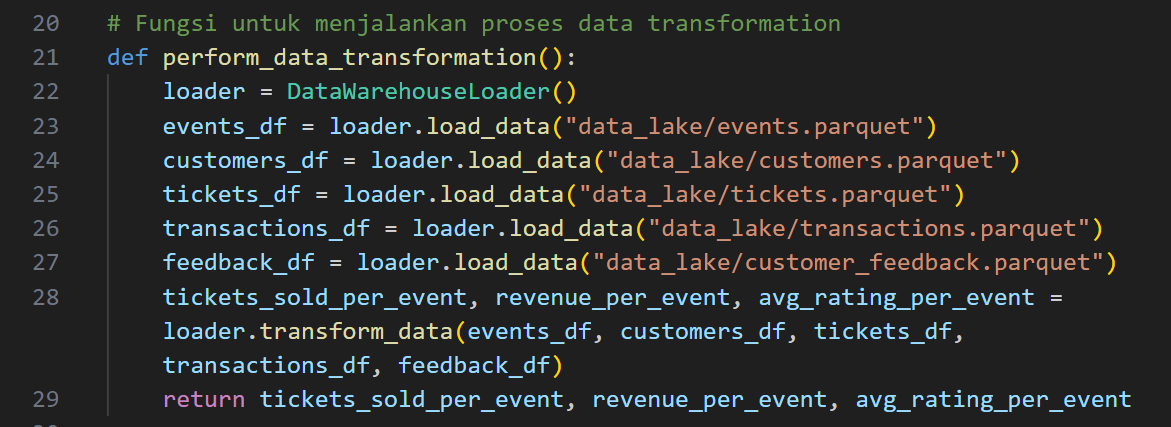 20 # Fungsi untuk menjalankan proses data transformation
21 def perform_data_transformation():
22 loader = DataWarehouseLoader()
23 events_df = loader.load_data("data_lake/events.parquet")
24 customers_df = loader.load_data("data_lake/customers.parquet")
25 tickets_df = loader.load_data("data_lake/tickets.parquet")
26 transactions_df = loader.load_data("data_lake/transactions.parquet")
27 feedback_df = loader.load_data("data_lake/customer_feedback.parquet")
28 tickets_sold_per_event, revenue_per_event, avg_rating_per_event =
loader.transform_data(events_df, customers_df, tickets_df,
transactions_df, feedback_df)
29 return tickets_sold_per_event, revenue_per_event, avg_rating_per_event